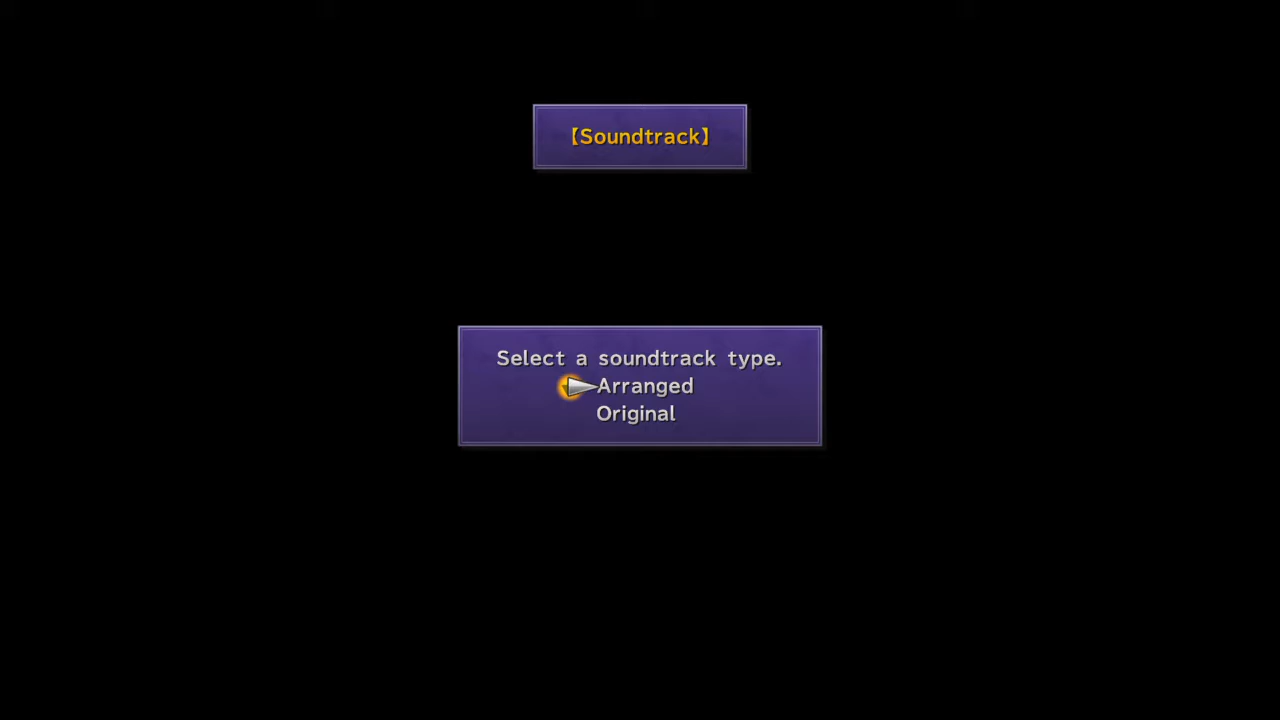 【Soundtrack】
Select a soundtrack type.
Arranged
Original